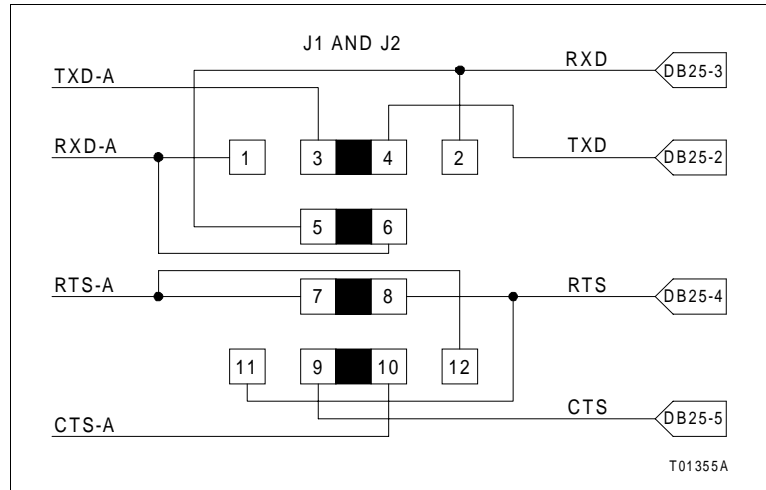 J1 AND J2
TXD-A
RXD
DB25-3
RXD-A
1
3
4
2
TXD
DB25-2
5
6
RTS-A
7
8
RTS
DB25-4
11
9
10
12
CTS-A
CTS
DB25-5
T01355A